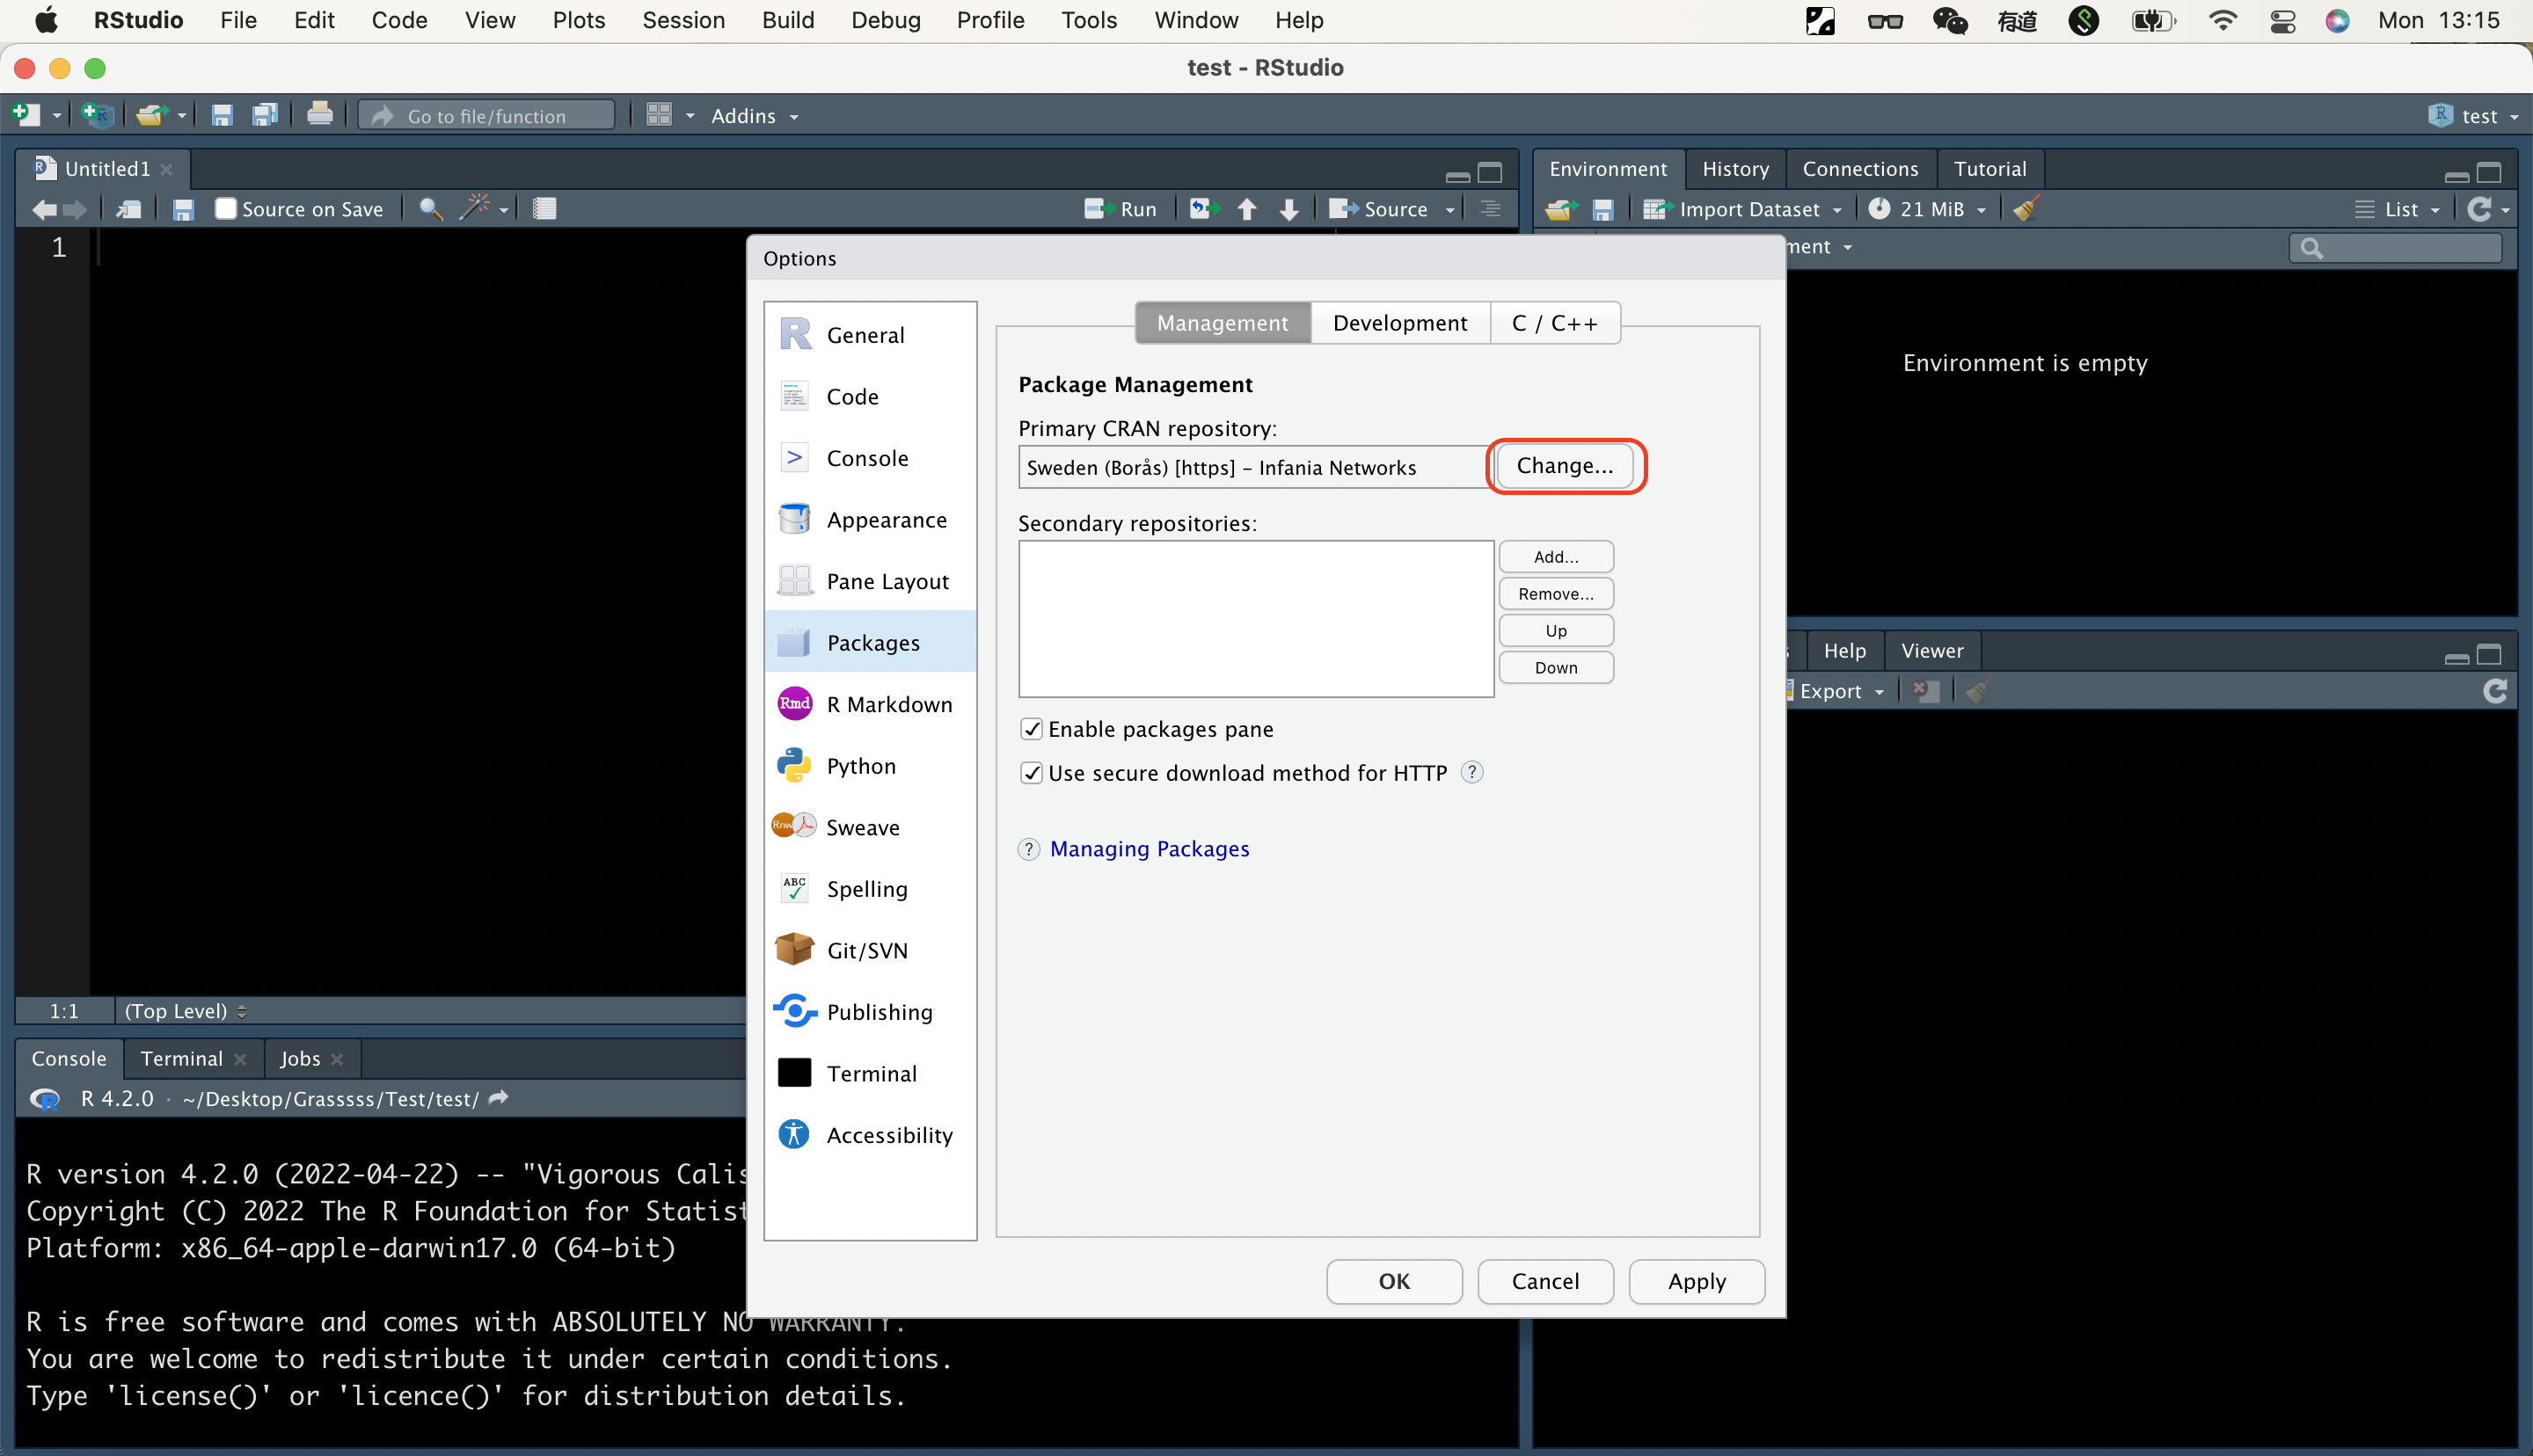 RStudio File Edit Code View Plots Session Build Debug Profile Tools Window Help 有道 Mon 13:15
test - RStudio
Go to file/function Addins test
Untitled1
Environment History Connections Tutorial
Source on Save Run Source
Import Dataset 21 MiB List
1
ment
Environment is empty
Options
General
Code
Console
Appearance
Pane Layout
Packages
Rmd R Markdown
Python
Rnw Sweave
ABC Spelling
Git/SVN
Publishing
Terminal
Accessibility
Management Development C / C++
Package Management
Primary CRAN repository:
Sweden (Borås) [https] – Infania Networks Change...
Secondary repositories:
Add...
Remove...
Up
Down
Enable packages pane
Use secure download method for HTTP ?
? Managing Packages
OK Cancel Apply
s Help Viewer
Export
1:1 (Top Level)
Console Terminal Jobs
R 4.2.0 · ~/Desktop/Grasssss/Test/test/
R version 4.2.0 (2022-04-22) -- "Vigorous Calis
Copyright (C) 2022 The R Foundation for Statist
Platform: x86_64-apple-darwin17.0 (64-bit)
R is free software and comes with ABSOLUTELY NO WARRANTY.
You are welcome to redistribute it under certain conditions.
Type 'license()' or 'licence()' for distribution details.